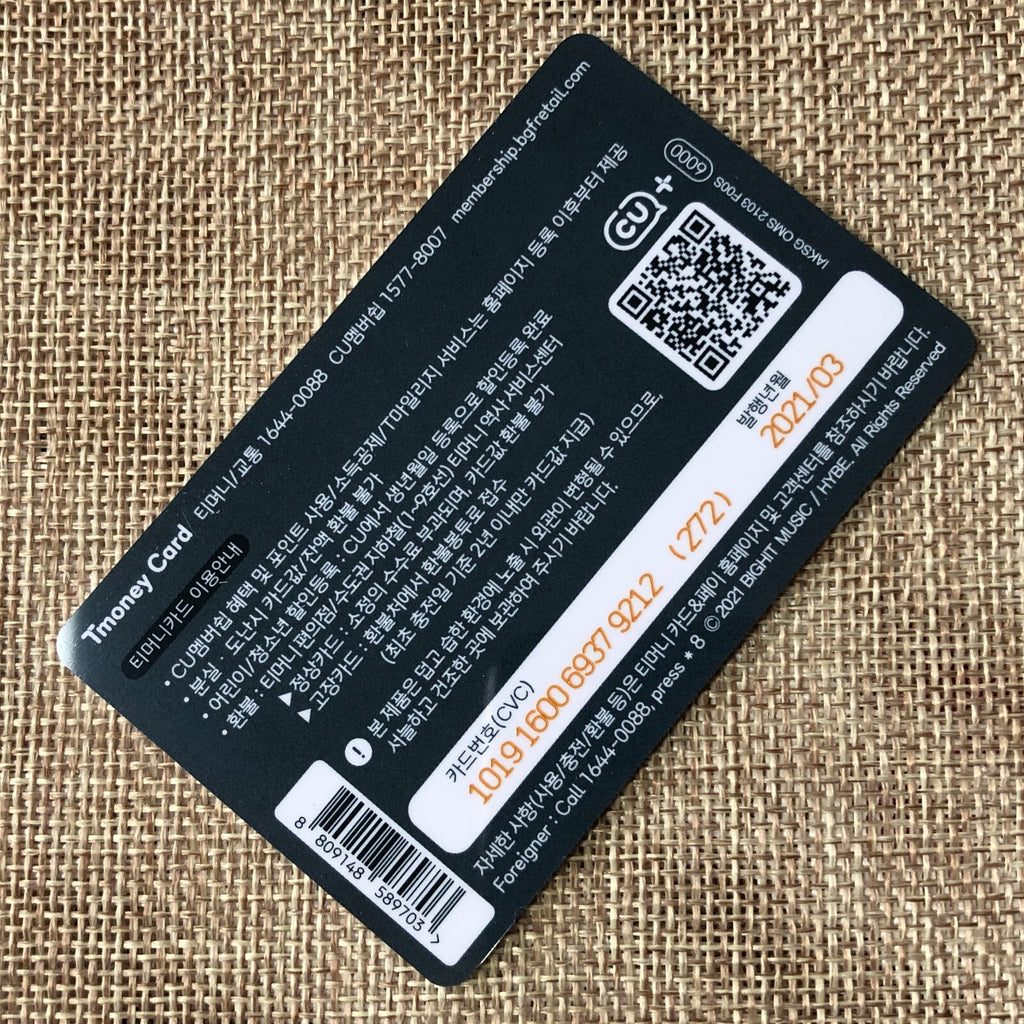 Tmoney Card 티머니/교통 1644-0088 CU멤버쉽 1577-8007 membership.bgfretail.com
티머니카드 이용안내
• CU멤버쉽 혜택 및 포인트 사용/소득공제/T마일리지 서비스는 홈페이지 등록 이후부터 제공
• 분실 · 도난시 카드값/잔액 환불 불가
• 어린이/청소년 할인등록 : CU에서 생년월일 등록으로 할인등록 완료
• 환불 : 티머니편의점/수도권 지하철(1~9호선) 티머니 역사 서비스센터
▲정상카드 : 소정의 수수료 부과되며, 카드값 환불 불가
▲고장카드 : 환불처에서 환불봉투로 접수
(최초 충전일 기준 2년 이내만 카드값 지급)
! 본 제품은 덥고 습한 환경에 노출 시 외관이 변형될 수 있으므로,
서늘하고 건조한 곳에 보관하여 주시기 바랍니다.
6000
IAKSG OMS 2103 F00S
CU+
카드번호(CVC)
1019 1600 6937 9212 (272)
발행년월
2021/03
자세한 사항(사용/충전/환불 등)은 티머니 카드&페이 홈페이지 및 고객센터를 참조하시기 바랍니다.
Foreigner : Call 1644-0088, press * 8 © 2021 BIGHIT MUSIC / HYBE. All Rights Reserved
8 809148 589703 >